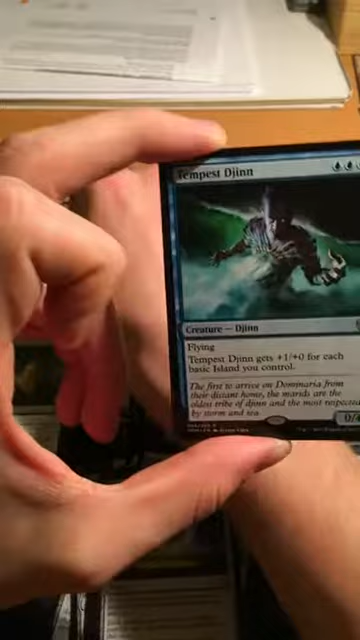 Tempest Djinn
Creature — Djinn
Flying
Tempest Djinn gets +1/+0 for each
basic Island you control.
The first to arrive on Dominaria from
their distant home, the marids are the
oldest tribe of djinn and the most respected
by storm and sea.
0/4